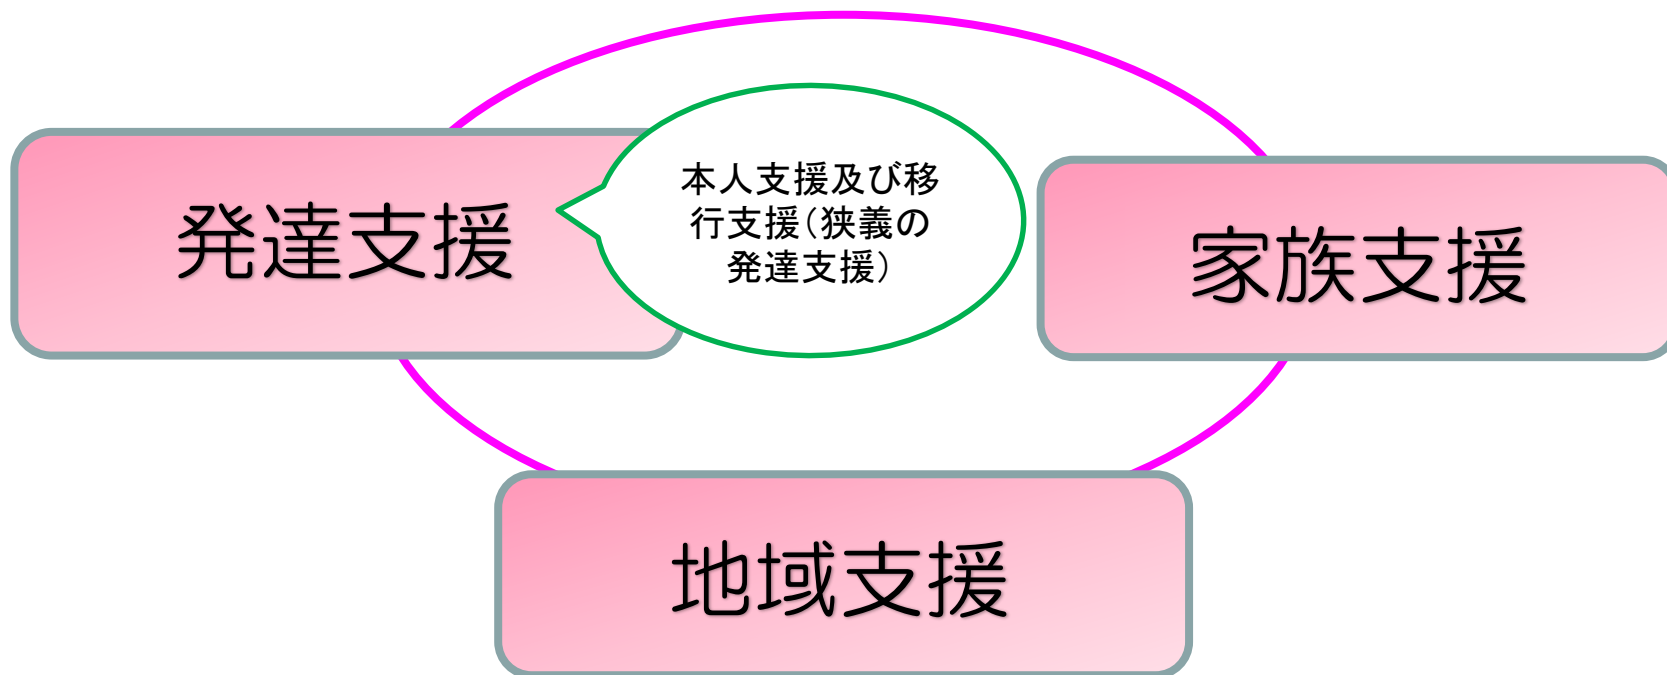 発達支援
本人支援及び移
行支援（狭義の
発達支援）
家族支援
地域支援